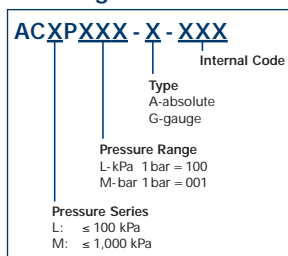 ACXPXXX - X - XXX
Internal Code
Type
A-absolute
G-gauge
Pressure Range
L-kPa 1 bar = 100
M-bar 1 bar = 001
Pressure Series
L: ≤ 100 kPa
M: ≤ 1,000 kPa